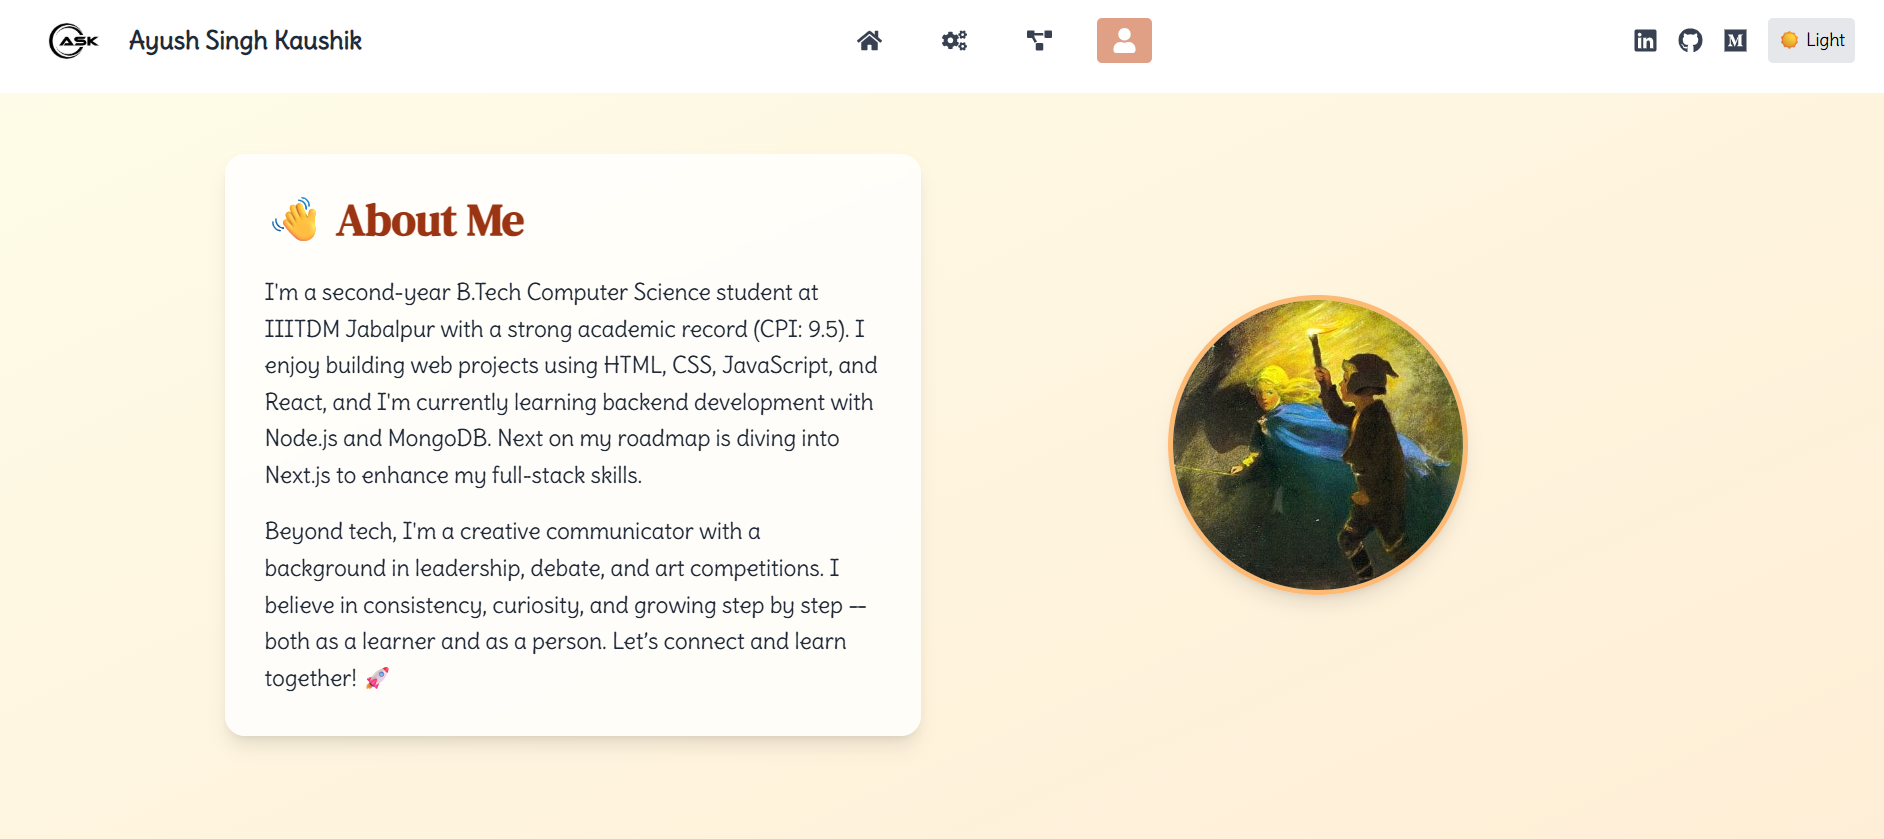 ASK
Ayush Singh Kaushik
Light
👋 About Me
I'm a second-year B.Tech Computer Science student at
IIITDM Jabalpur with a strong academic record (CPI: 9.5). I
enjoy building web projects using HTML, CSS, JavaScript, and
React, and I'm currently learning backend development with
Node.js and MongoDB. Next on my roadmap is diving into
Next.js to enhance my full-stack skills.
Beyond tech, I'm a creative communicator with a
background in leadership, debate, and art competitions. I
believe in consistency, curiosity, and growing step by step --
both as a learner and as a person. Let’s connect and learn
together! 🚀